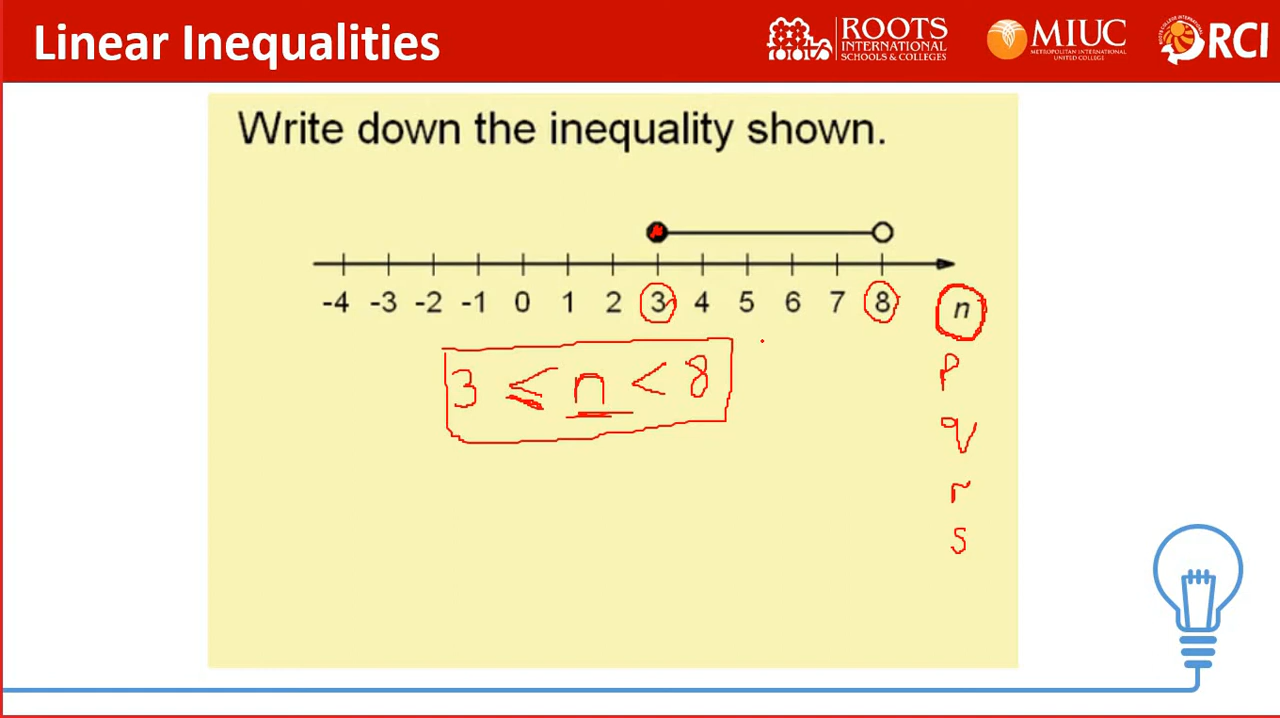 Linear Inequalities
ROOTS
INTERNATIONAL
SCHOOLS & COLLEGES
MIUC
METROPOLITAN INTERNATIONAL
UNITED COLLEGE
RCI
Write down the inequality shown.
-4 -3 -2 -1 0 1 2 3 4 5 6 7 8 n
3 ≤ n < 8
p
q
r
s